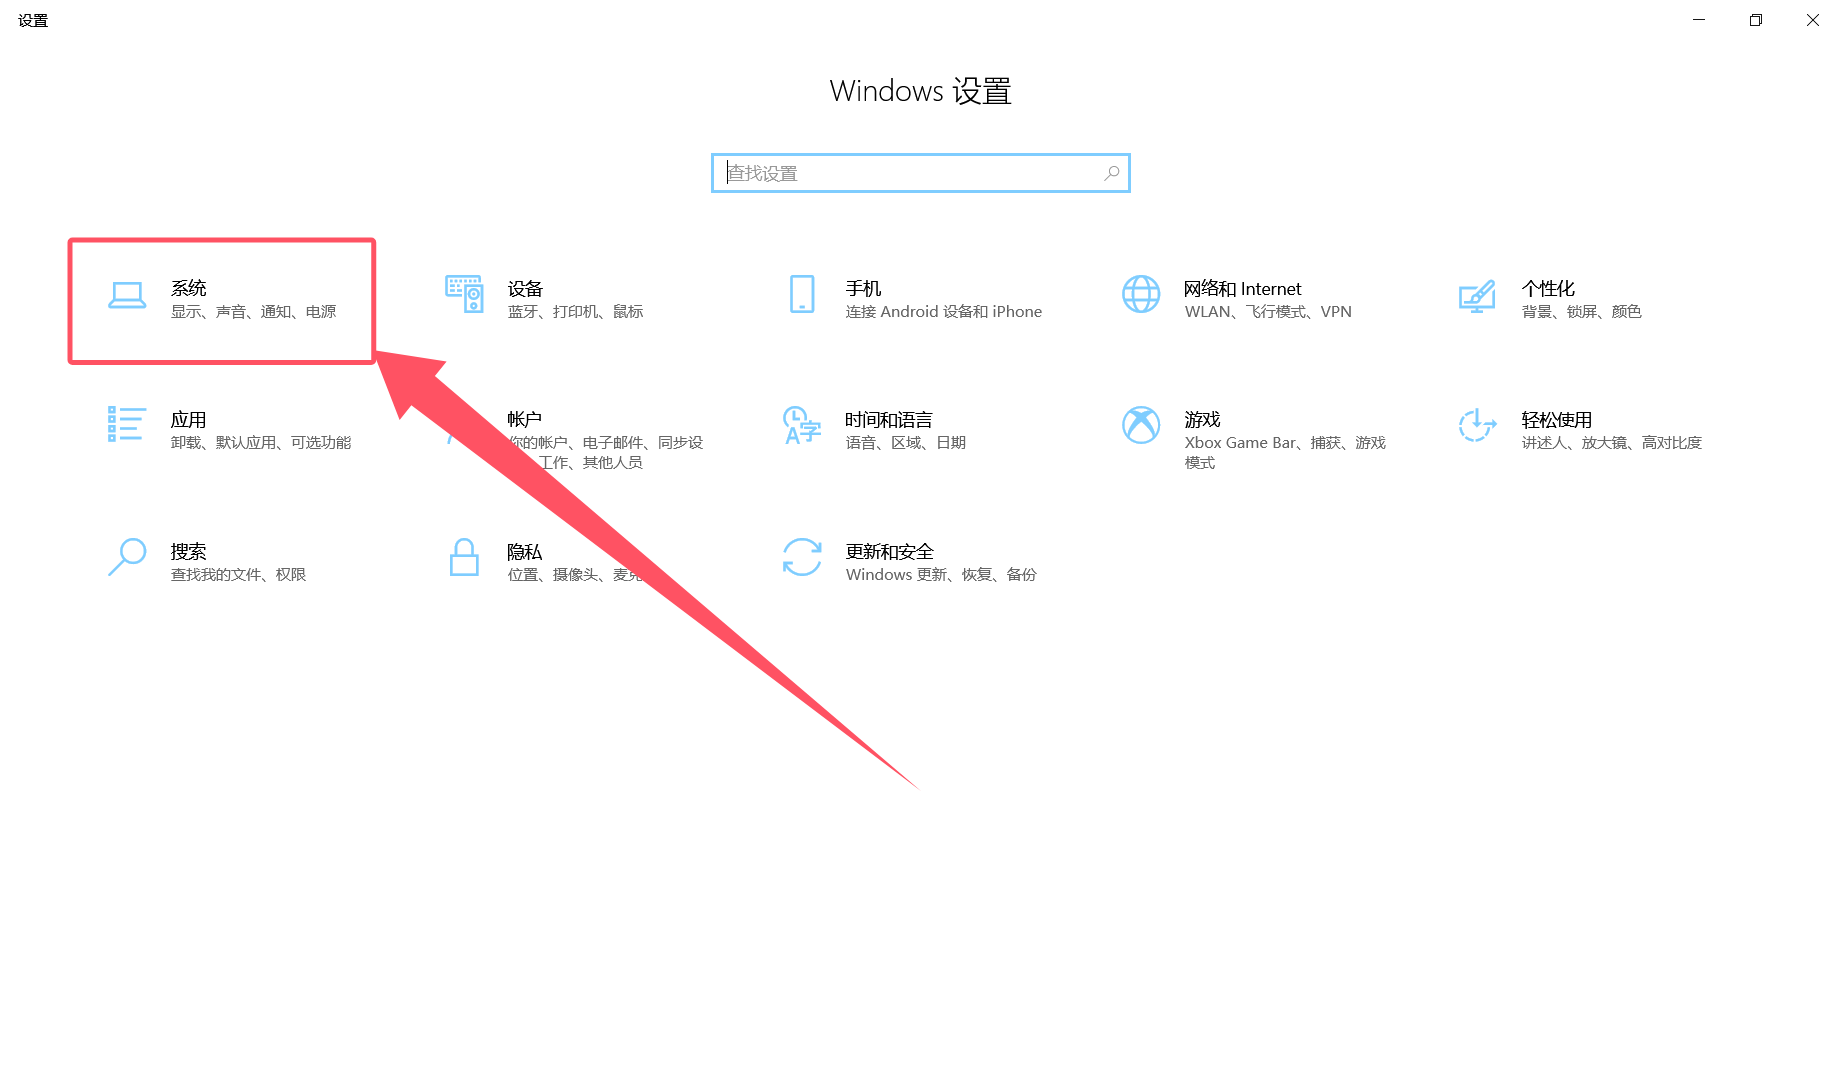 设置
Windows 设置
查找设置
系统
显示、声音、通知、电源
设备
蓝牙、打印机、鼠标
手机
连接 Android 设备和 iPhone
网络和 Internet
WLAN、飞行模式、VPN
个性化
背景、锁屏、颜色
应用
卸载、默认应用、可选功能
帐户
你的帐户、电子邮件、同步设
工作、其他人员
时间和语言
语音、区域、日期
游戏
Xbox Game Bar、捕获、游戏
模式
轻松使用
讲述人、放大镜、高对比度
搜索
查找我的文件、权限
隐私
位置、摄像头、麦克
更新和安全
Windows 更新、恢复、备份